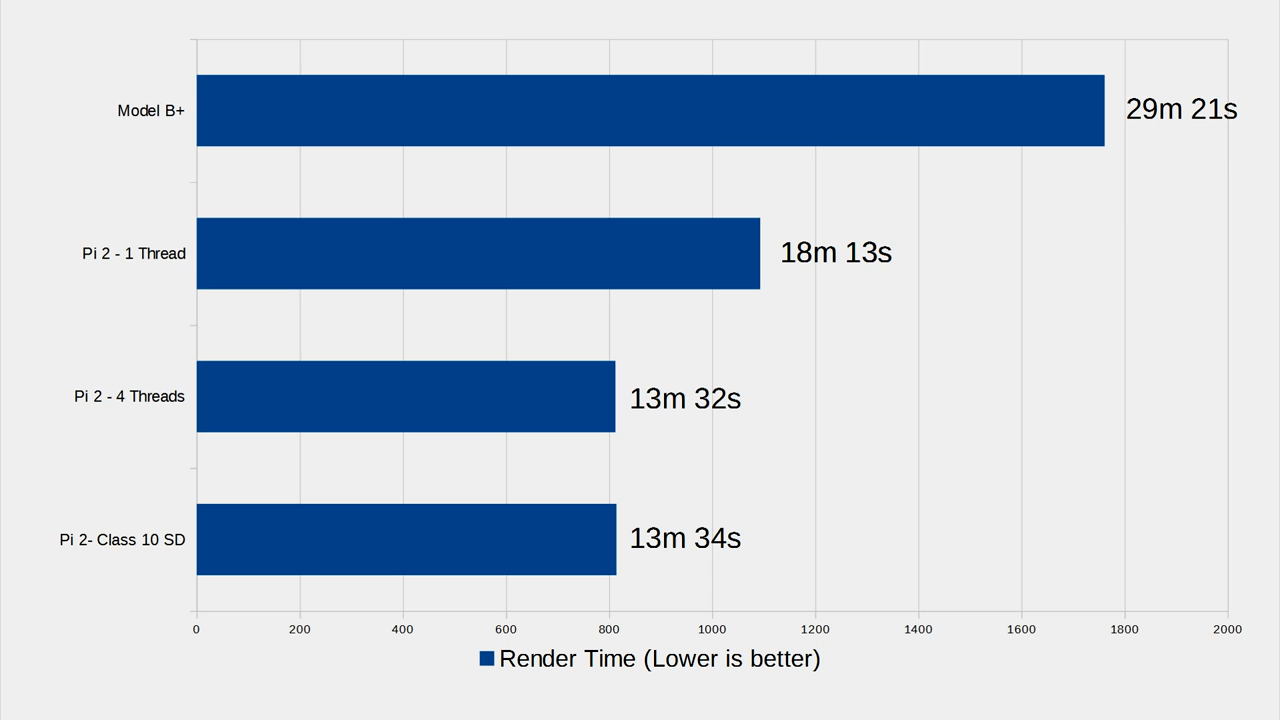 Model B+
29m 21s
Pi 2 - 1 Thread
18m 13s
Pi 2 - 4 Threads
13m 32s
Pi 2- Class 10 SD
13m 34s
0 200 400 600 800 1000 1200 1400 1600 1800 2000
Render Time (Lower is better)